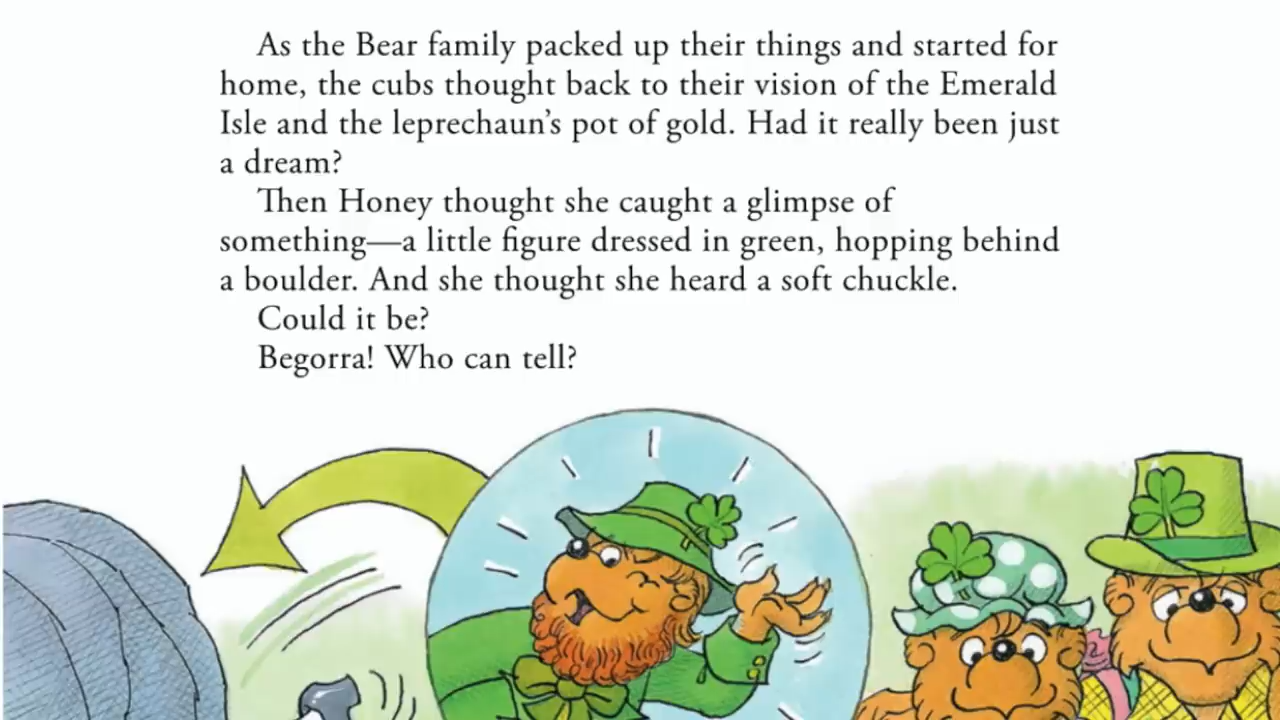 As the Bear family packed up their things and started for
home, the cubs thought back to their vision of the Emerald
Isle and the leprechaun’s pot of gold. Had it really been just
a dream?
Then Honey thought she caught a glimpse of
something—a little figure dressed in green, hopping behind
a boulder. And she thought she heard a soft chuckle.
Could it be?
Begorra! Who can tell?